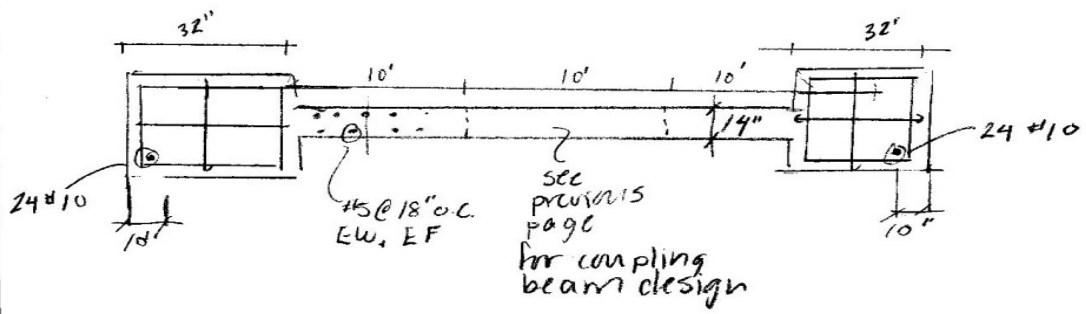 32"
32"
10'
10'
10'
14"
24 #10
24 #10
#5@ 18" o.c.
EW, EF
see
previous
page
for coupling
beam design
10"
10"